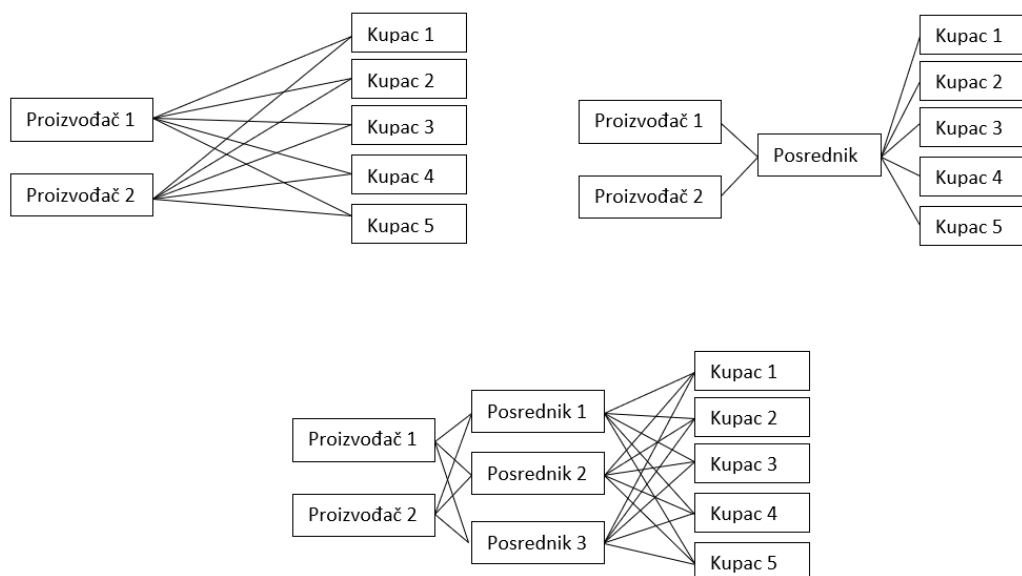 Kupac 1
Kupac 2
Proizvođač 1
Kupac 3
Kupac 4
Proizvođač 2
Kupac 5
Kupac 1
Kupac 2
Proizvođač 1
Kupac 3
Posrednik
Kupac 4
Proizvođač 2
Kupac 5
Kupac 1
Posrednik 1
Kupac 2
Proizvođač 1
Kupac 3
Posrednik 2
Kupac 4
Proizvođač 2
Posrednik 3
Kupac 5